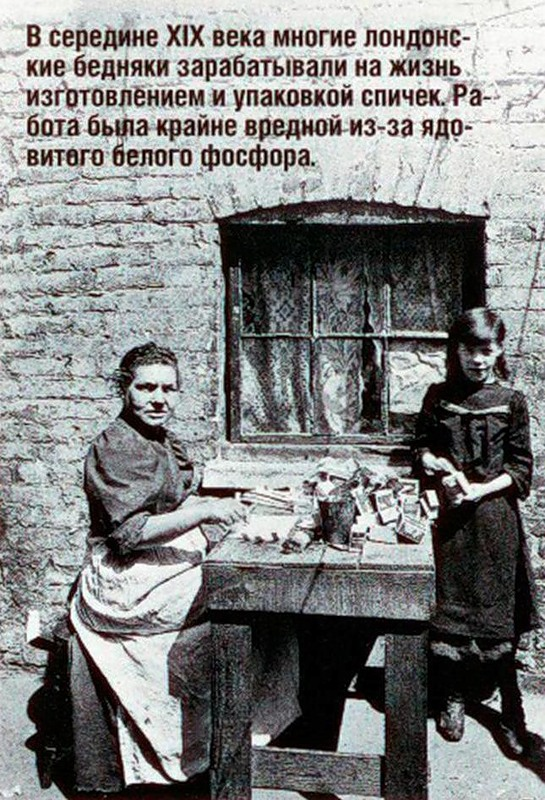 В середине XIX века многие лондонс-
кие бедняки зарабатывали на жизнь
изготовлением и упаковкой спичек. Ра-
бота была крайне вредной из-за ядо-
витого белого фосфора.